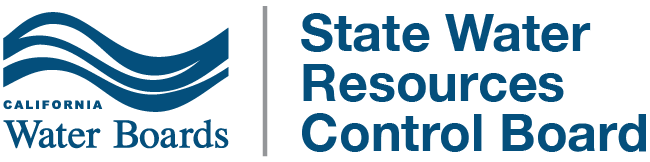 CALIFORNIA
Water Boards
State Water
Resources
Control Board